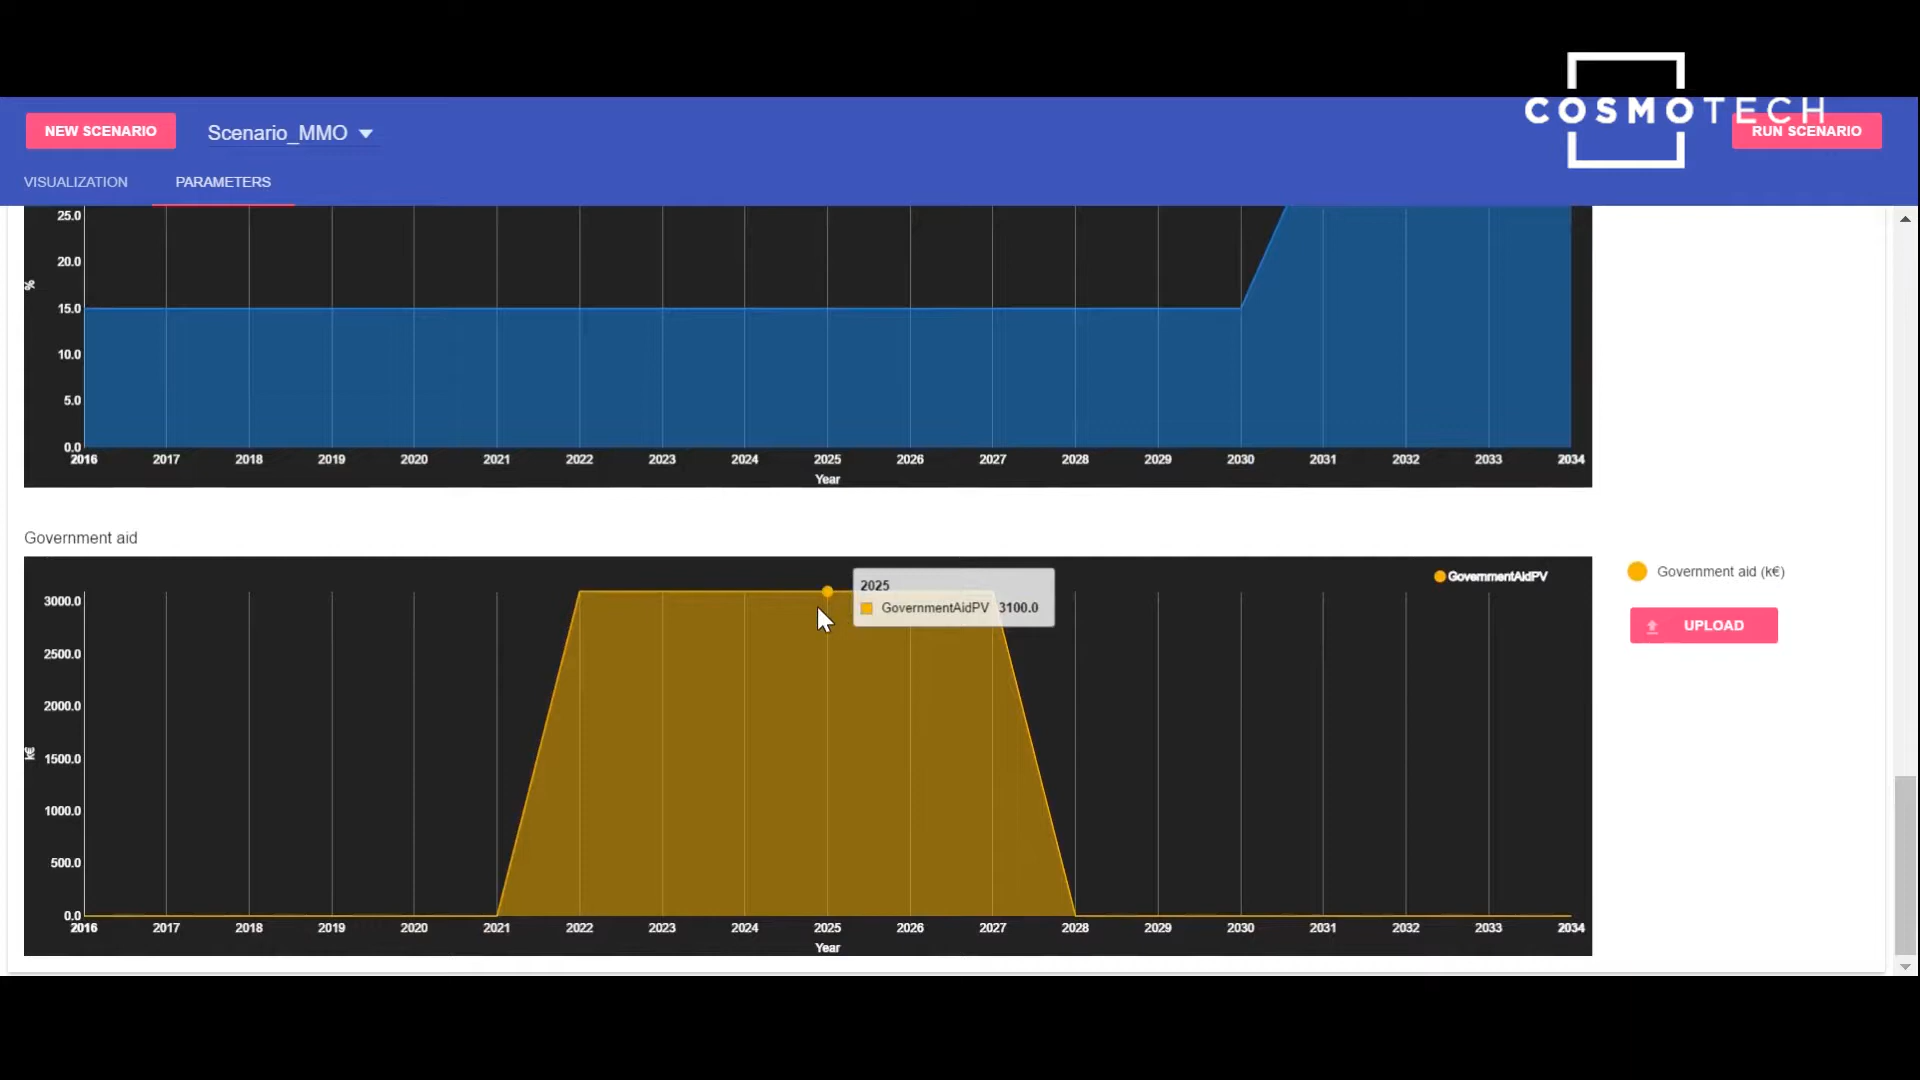 COSMOTECH
NEW SCENARIO
Scenario_MMO
RUN SCENARIO
VISUALIZATION
PARAMETERS
25.0
20.0
%
15.0
10.0
5.0
0.0
2016 2017 2018 2019 2020 2021 2022 2023 2024 2025 2026 2027 2028 2029 2030 2031 2032 2033 2034
Year
Government aid
GovernmentAidPV
Government aid (k€)
2025
GovernmentAidPV 3100.0
UPLOAD
3000.0
2500.0
2000.0
k€
1500.0
1000.0
500.0
0.0
2016 2017 2018 2019 2020 2021 2022 2023 2024 2025 2026 2027 2028 2029 2030 2031 2032 2033 2034
Year